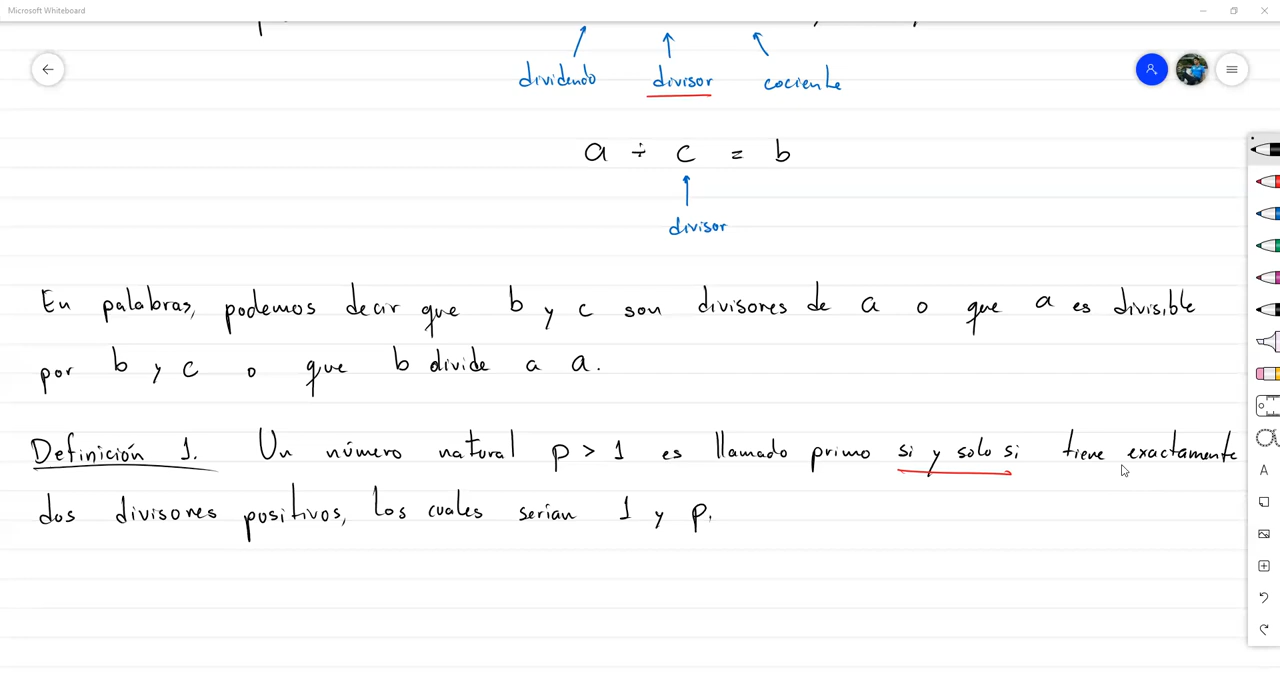 Microsoft Whiteboard
dividendo divisor cociente
a ÷ c = b
divisor
En palabras, podemos decir que b y c son divisores de a o que a es divisible
por b y c o que b divide a a.
Definición 1. Un número natural p > 1 es llamado primo si y solo si tiene exactamente
dos divisores positivos, los cuales serían 1 y p.